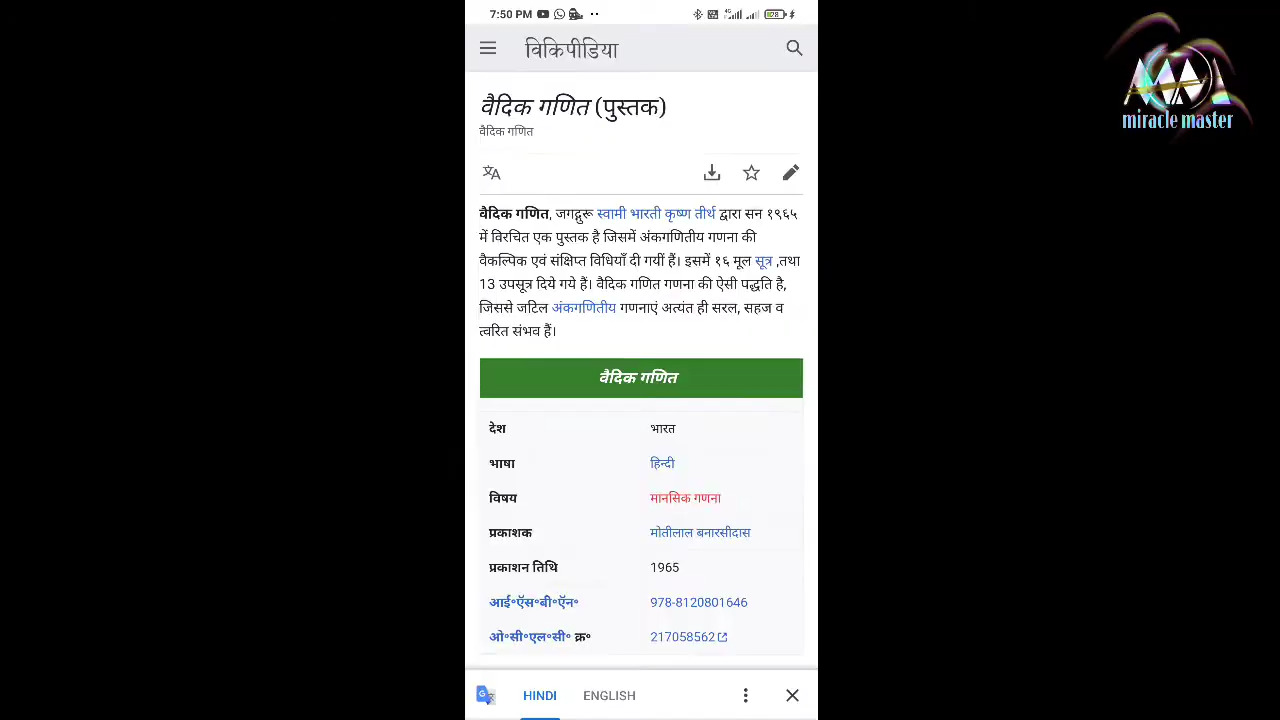 7:50 PM
4G
28
विकिपीडिया
miracle master
वैदिक गणित (पुस्तक)
वैदिक गणित
वैदिक गणित, जगद्गुरू स्वामी भारती कृष्ण तीर्थ द्वारा सन १९६५
में विरचित एक पुस्तक है जिसमें अंकगणितीय गणना की
वैकल्पिक एवं संक्षिप्त विधियाँ दी गयीं हैं। इसमें १६ मूल सूत्र ,तथा
13 उपसूत्र दिये गये हैं। वैदिक गणित गणना की ऐसी पद्धति है,
जिससे जटिल अंकगणितीय गणनाएं अत्यंत ही सरल, सहज व
त्वरित संभव हैं।
वैदिक गणित
देश भारत
भाषा हिन्दी
विषय मानसिक गणना
प्रकाशक मोतीलाल बनारसीदास
प्रकाशन तिथि 1965
आई॰ऍस॰बी॰ऍन॰ 978-8120801646
ओ॰सी॰एल॰सी॰ क्र॰ 217058562
HINDI ENGLISH